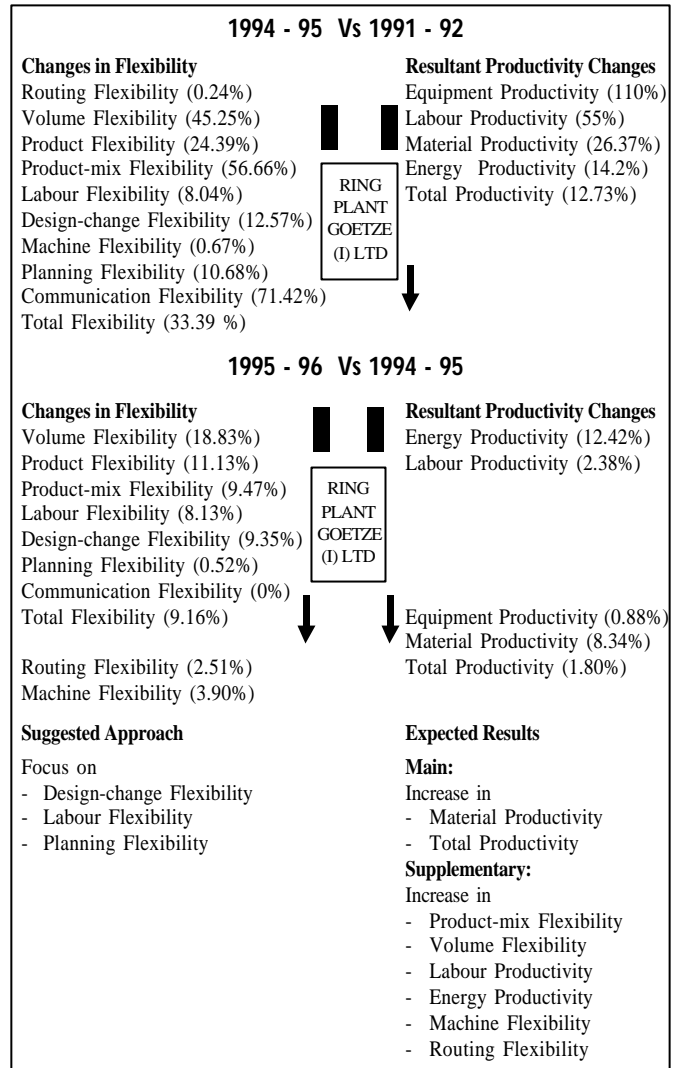 1994 - 95 Vs 1991 - 92
Changes in Flexibility
Routing Flexibility (0.24%)
Volume Flexibility (45.25%)
Product Flexibility (24.39%)
Product-mix Flexibility (56.66%)
Labour Flexibility (8.04%)
Design-change Flexibility (12.57%)
Machine Flexibility (0.67%)
Planning Flexibility (10.68%)
Communication Flexibility (71.42%)
Total Flexibility (33.39 %)
RING
PLANT
GOETZE
(I) LTD
Resultant Productivity Changes
Equipment Productivity (110%)
Labour Productivity (55%)
Material Productivity (26.37%)
Energy Productivity (14.2%)
Total Productivity (12.73%)
1995 - 96 Vs 1994 - 95
Changes in Flexibility
Volume Flexibility (18.83%)
Product Flexibility (11.13%)
Product-mix Flexibility (9.47%)
Labour Flexibility (8.13%)
Design-change Flexibility (9.35%)
Planning Flexibility (0.52%)
Communication Flexibility (0%)
Total Flexibility (9.16%)
Routing Flexibility (2.51%)
Machine Flexibility (3.90%)
RING
PLANT
GOETZE
(I) LTD
Resultant Productivity Changes
Energy Productivity (12.42%)
Labour Productivity (2.38%)
Equipment Productivity (0.88%)
Material Productivity (8.34%)
Total Productivity (1.80%)
Suggested Approach
Focus on
- Design-change Flexibility
- Labour Flexibility
- Planning Flexibility
Expected Results
Main:
Increase in
- Material Productivity
- Total Productivity
Supplementary:
Increase in
- Product-mix Flexibility
- Volume Flexibility
- Labour Productivity
- Energy Productivity
- Machine Flexibility
- Routing Flexibility